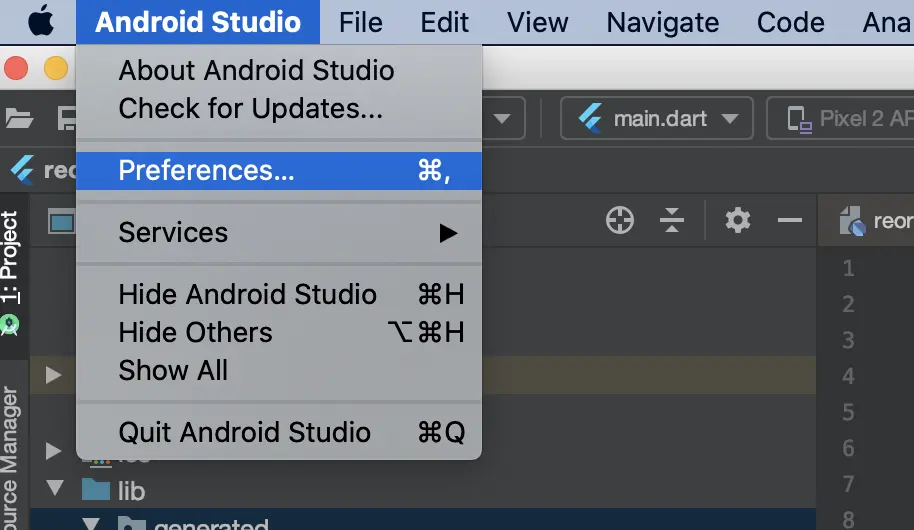 Android Studio File Edit View Navigate Code Ana
About Android Studio
Check for Updates...
main.dart Pixel 2 AP
Preferences... ⌘,
reo
1: Project
Services
reor
Hide Android Studio ⌘H
Hide Others ⌥⌘H
Show All
Quit Android Studio ⌘Q
ource Manager
lib
generated
1
2
3
4
5
6
7
8